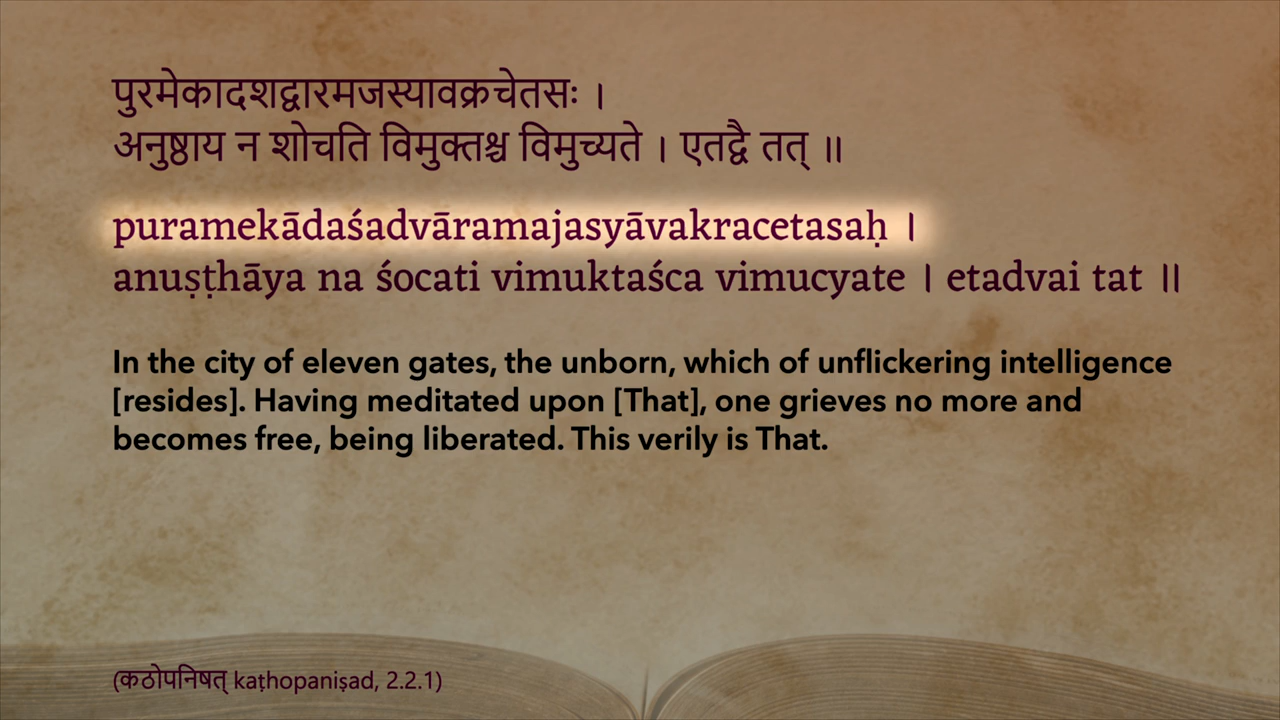 पुरमेकादशद्वारमजस्यावक्रचेतसः ।
अनुष्ठाय न शोचति विमुक्तश्च विमुच्यते । एतद्वै तत् ॥
puramekādaśadvāramajasyāvakracetasaḥ ।
anuṣṭhāya na śocati vimuktaśca vimucyate । etadvai tat ॥
In the city of eleven gates, the unborn, which of unflickering intelligence
[resides]. Having meditated upon [That], one grieves no more and
becomes free, being liberated. This verily is That.
(कठोपनिषत् kaṭhopaniṣad, 2.2.1)